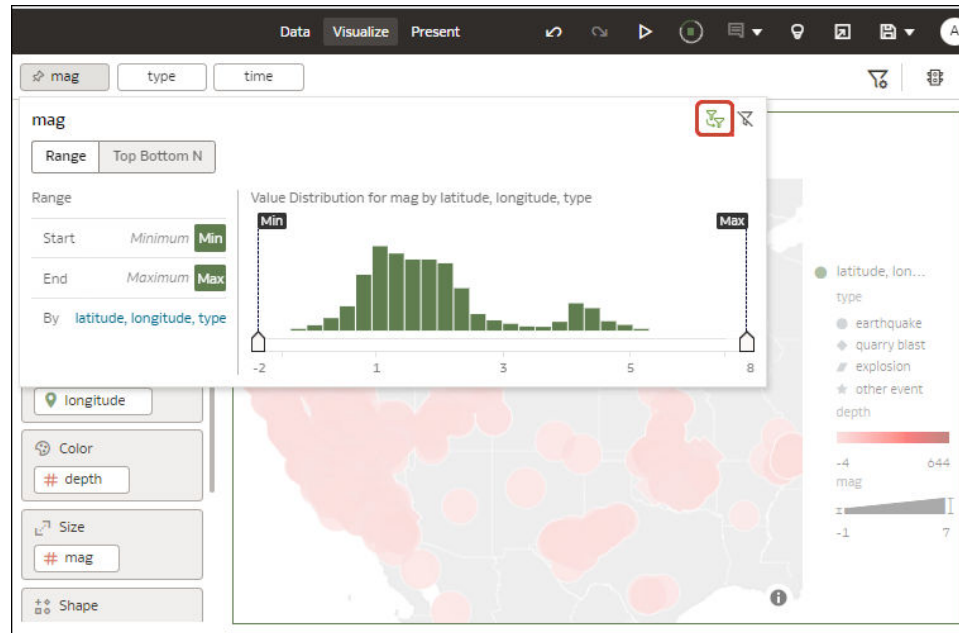 Data Visualize Present A
mag type time
mag
Range Top Bottom N
Range
Start Minimum Min
End Maximum Max
By latitude, longitude, type
Value Distribution for mag by latitude, longitude, type
Min Max
-2 1 3 5 8
longitude
Color
# depth
Size
# mag
Shape
latitude, lon...
type
earthquake
quarry blast
explosion
other event
depth
-4 644
mag
-1 7